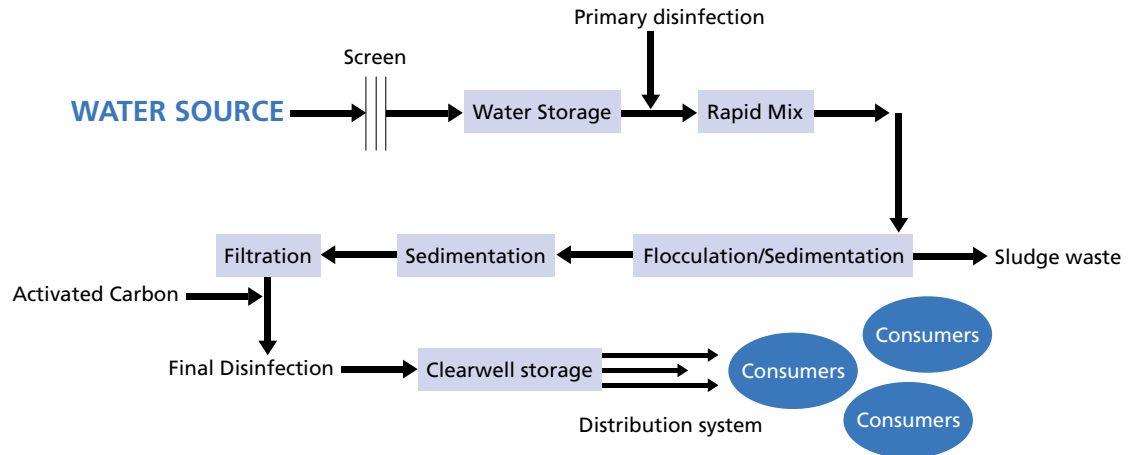 Primary disinfection
Screen
WATER SOURCE
Water Storage
Rapid Mix
Filtration
Sedimentation
Flocculation/Sedimentation
Sludge waste
Activated Carbon
Final Disinfection
Clearwell storage
Consumers
Consumers
Consumers
Distribution system